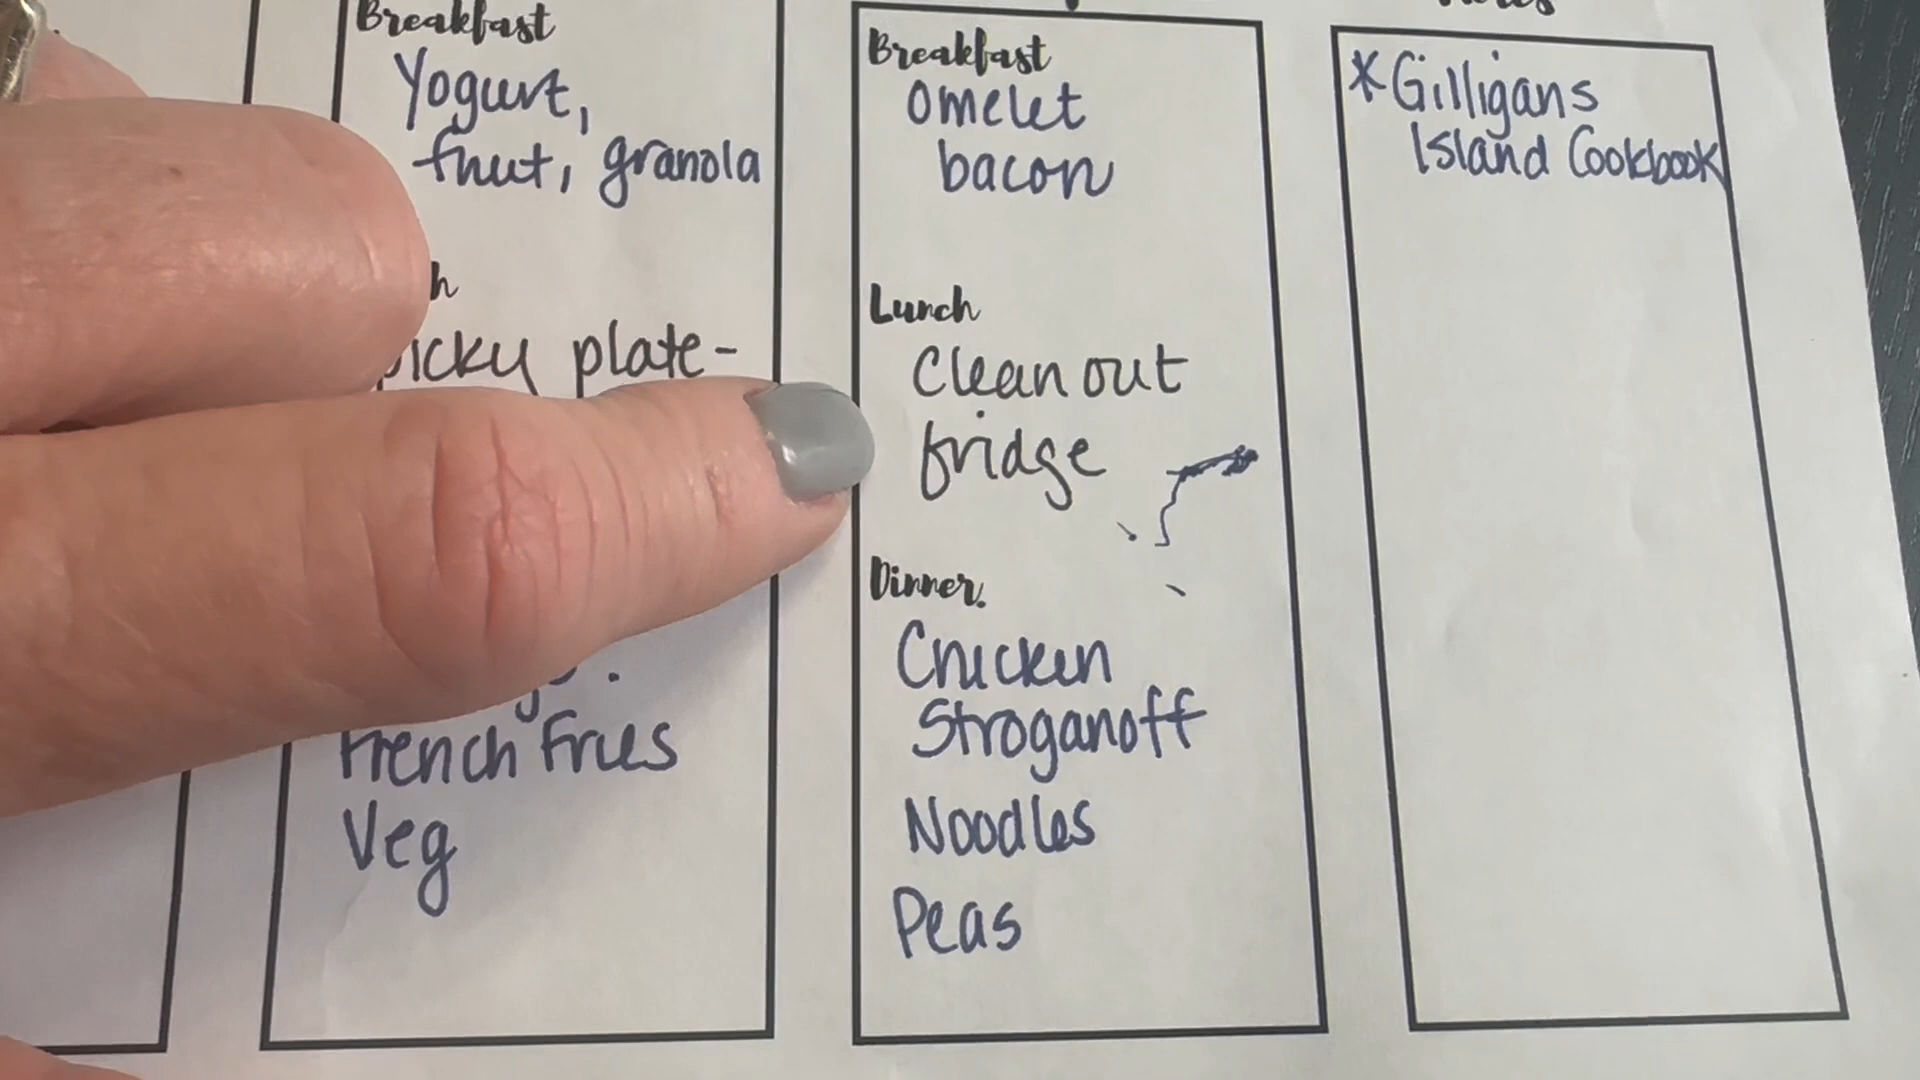 Breakfast
Yogurt,
fruit, granola
plate-
French Fries
Veg
Breakfast
Omelet
bacon
Lunch
Clean out
fridge
Dinner
Chicken
Stroganoff
Noodles
Peas
*Gilligans
Island Cookbook